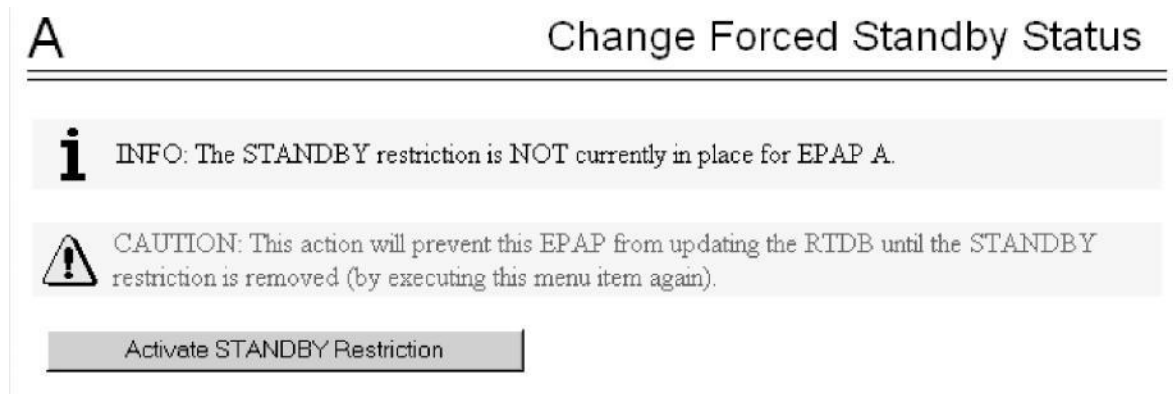 A
Change Forced Standby Status
INFO: The STANDBY restriction is NOT currently in place for EPAP A.
CAUTION: This action will prevent this EPAP from updating the RTDB until the STANDBY
restriction is removed (by executing this menu item again).
Activate STANDBY Restriction